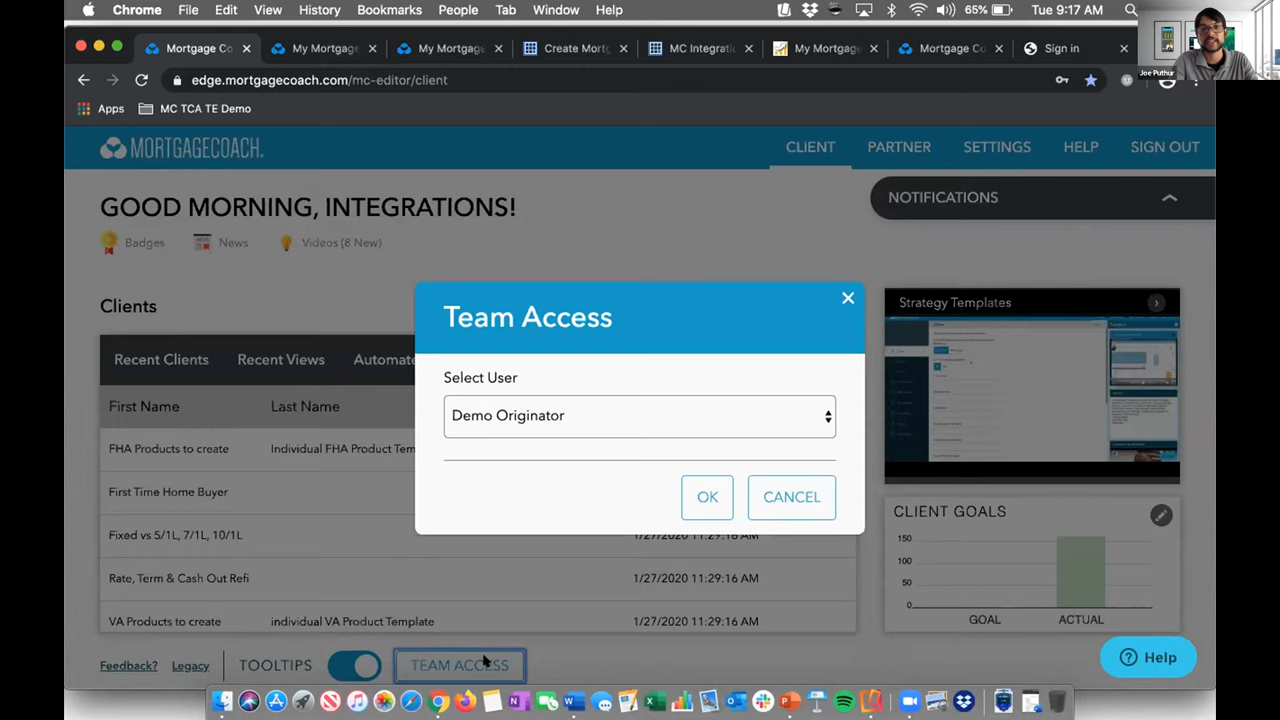 Chrome File Edit View History Bookmarks People Tab Window Help 65% Tue 9:17 AM
Mortgage Co My Mortgage My Mortgage Create Mort MC Integratio My Mortgage Mortgage Co Sign in
Joe Puthur
edge.mortgagecoach.com/mc-editor/client
Apps MC TCA TE Demo
MORTGAGECOACH. CLIENT PARTNER SETTINGS HELP SIGN OUT
GOOD MORNING, INTEGRATIONS!
NOTIFICATIONS
Badges News Videos (8 New)
Clients
Strategy Templates
Team Access
Recent Clients Recent Views Automate
Select User
First Name Last Name
Demo Originator
FHA Products to create Individual FHA Product Tem
First Time Home Buyer
OK CANCEL
CLIENT GOALS
Fixed vs 5/1L, 7/1L, 10/1L 1/27/2020 11:29:16 AM
150
100
50
0
Rate, Term & Cash Out Refi 1/27/2020 11:29:16 AM
VA Products to create individual VA Product Template 1/27/2020 11:29:16 AM
GOAL ACTUAL
Feedback? Legacy TOOLTIPS TEAM ACCESS
Help